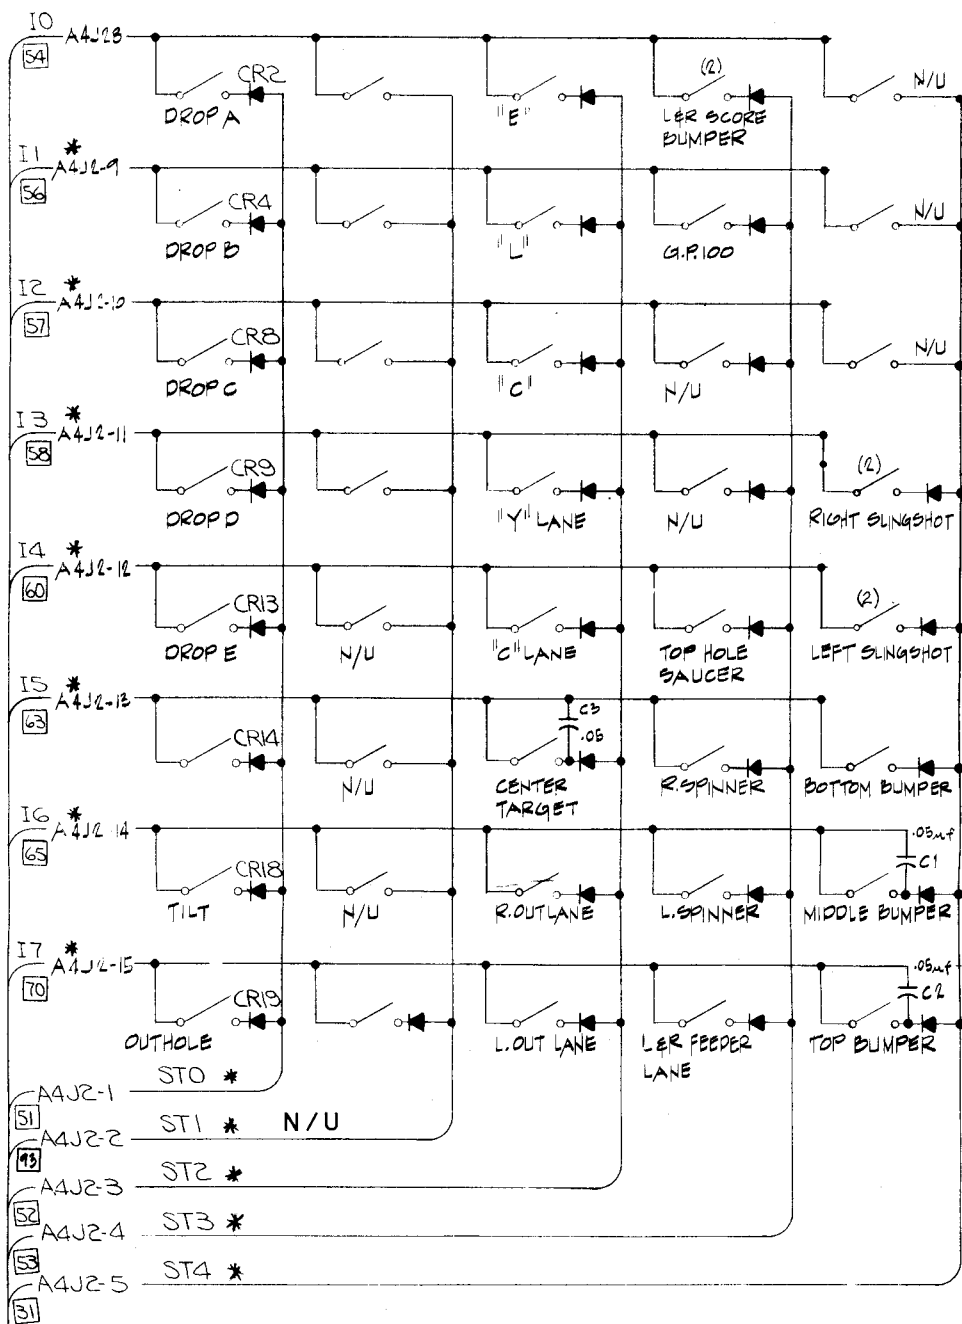 I0
A4J28
54
CR2
(2)
N/U
DROP A
"E"
L&R SCORE
BUMPER
I1 *
A4J2-9
56
CR4
N/U
DROP B
"L"
G.P.100
I2 *
A4J2-10
57
CR8
N/U
DROP C
"C"
N/U
I3 *
A4J2-11
58
CR9
(2)
DROP D
"Y" LANE
N/U
RIGHT SLINGSHOT
I4 *
A4J2-12
60
CR13
(2)
DROP E
N/U
"C" LANE
TOP HOLE
SAUCER
LEFT SLINGSHOT
I5 *
A4J2-13
63
C3
.05
CR14
N/U
CENTER
TARGET
R.SPINNER
BOTTOM BUMPER
I6 *
A4J2-14
65
.05µf
C1
CR18
TILT
N/U
R.OUTLANE
L.SPINNER
MIDDLE BUMPER
I7 *
A4J2-15
70
.05µf
C2
CR19
OUTHOLE
L.OUT LANE
L&R FEEDER
LANE
TOP BUMPER
A4J2-1 ST0 *
51
A4J2-2 ST1 * N/U
93
A4J2-3 ST2 *
52
A4J2-4 ST3 *
53
A4J2-5 ST4 *
31